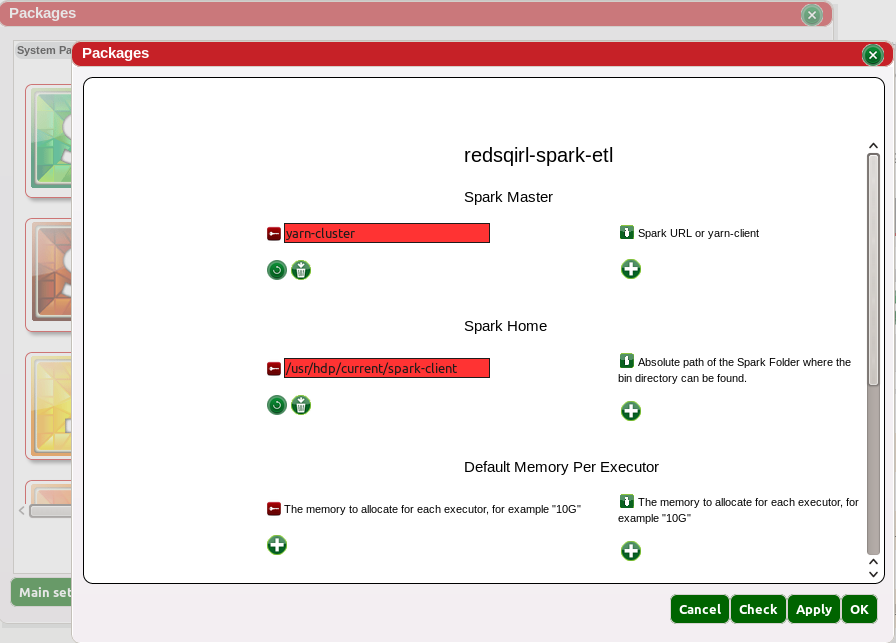 Packages
System Pa
Packages
redsqirl-spark-etl
Spark Master
yarn-cluster
Spark URL or yarn-client
Spark Home
/usr/hdp/current/spark-client
Absolute path of the Spark Folder where the
bin directory can be found.
Default Memory Per Executor
The memory to allocate for each executor, for example "10G"
The memory to allocate for each executor, for
example "10G"
Main set
Cancel
Check
Apply
OK